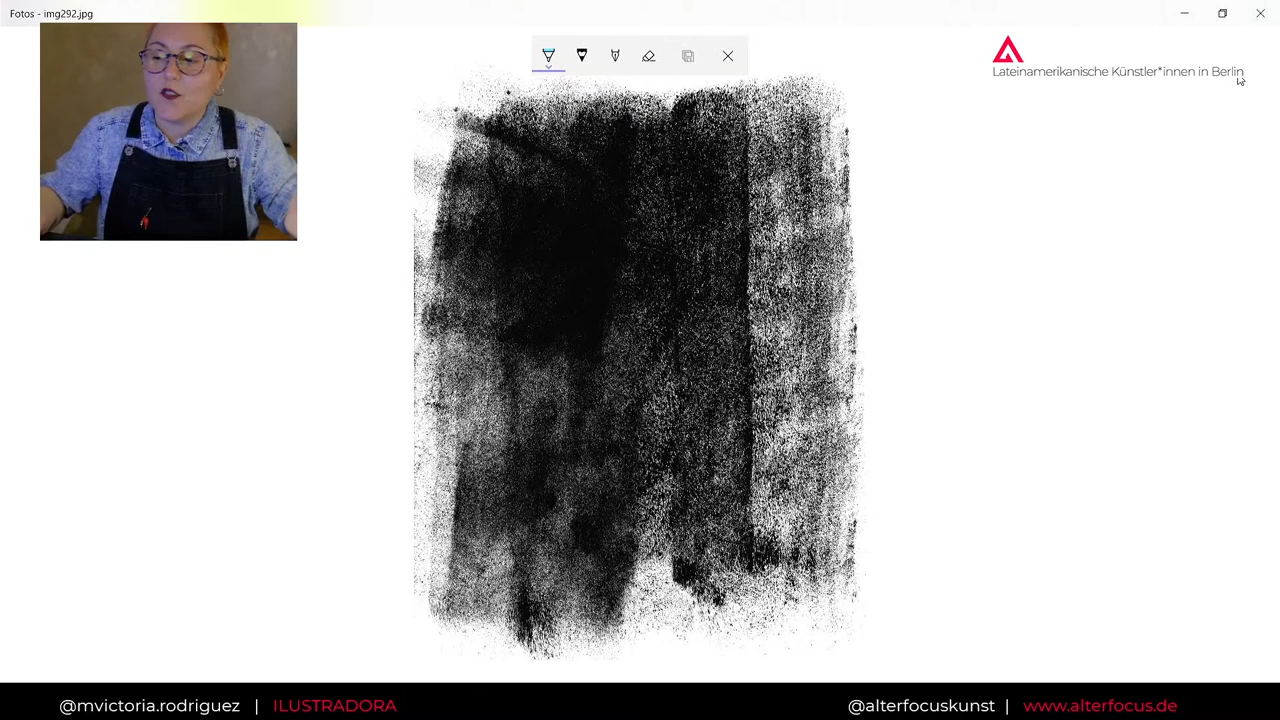 Fotos - img292.jpg
Lateinamerikanische Künstler*innen in Berlin
@mvictoria.rodriguez | ILUSTRADORA
@alterfocuskunst | www.alterfocus.de